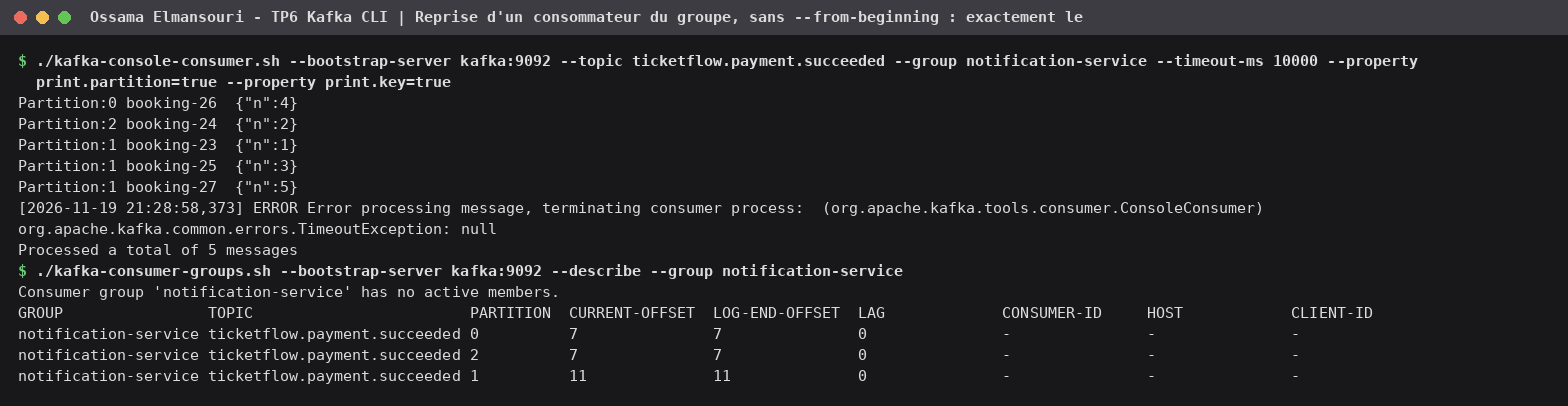 Ossama Elmansouri - TP6 Kafka CLI | Reprise d'un consommateur du groupe, sans --from-beginning : exactement le
$ ./kafka-console-consumer.sh --bootstrap-server kafka:9092 --topic ticketflow.payment.succeeded --group notification-service --timeout-ms 10000 --property
print.partition=true --property print.key=true
Partition:0 booking-26  {"n":4}
Partition:2 booking-24  {"n":2}
Partition:1 booking-23  {"n":1}
Partition:1 booking-25  {"n":3}
Partition:1 booking-27  {"n":5}
[2026-11-19 21:28:58,373] ERROR Error processing message, terminating consumer process:  (org.apache.kafka.tools.consumer.ConsoleConsumer)
org.apache.kafka.common.errors.TimeoutException: null
Processed a total of 5 messages
$ ./kafka-consumer-groups.sh --bootstrap-server kafka:9092 --describe --group notification-service
Consumer group 'notification-service' has no active members.
GROUP                TOPIC                        PARTITION  CURRENT-OFFSET  LOG-END-OFFSET  LAG             CONSUMER-ID     HOST            CLIENT-ID
notification-service ticketflow.payment.succeeded 0          7               7               0               -               -               -
notification-service ticketflow.payment.succeeded 2          7               7               0               -               -               -
notification-service ticketflow.payment.succeeded 1          11              11              0               -               -               -